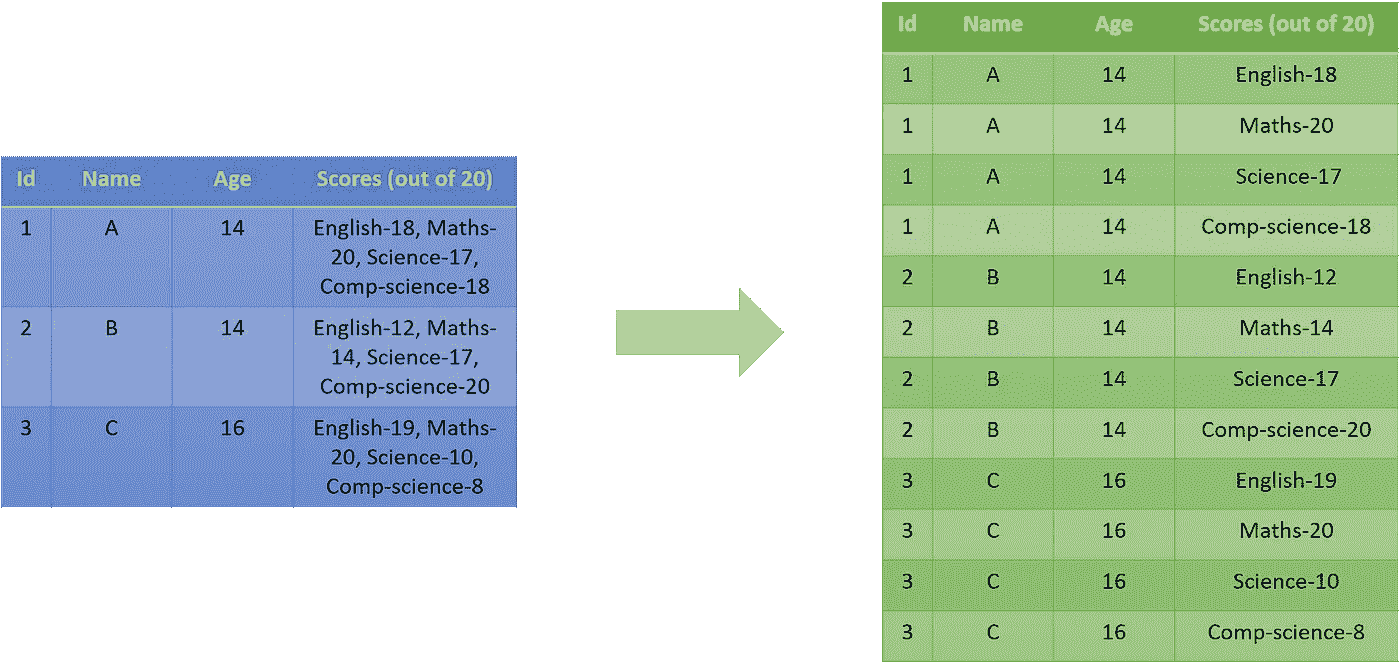 Id Name Age Scores (out of 20)
1 A 14 English-18, Maths-
20, Science-17,
Comp-science-18
2 B 14 English-12, Maths-
14, Science-17,
Comp-science-20
3 C 16 English-19, Maths-
20, Science-10,
Comp-science-8
Id Name Age Scores (out of 20)
1 A 14 English-18
1 A 14 Maths-20
1 A 14 Science-17
1 A 14 Comp-science-18
2 B 14 English-12
2 B 14 Maths-14
2 B 14 Science-17
2 B 14 Comp-science-20
3 C 16 English-19
3 C 16 Maths-20
3 C 16 Science-10
3 C 16 Comp-science-8